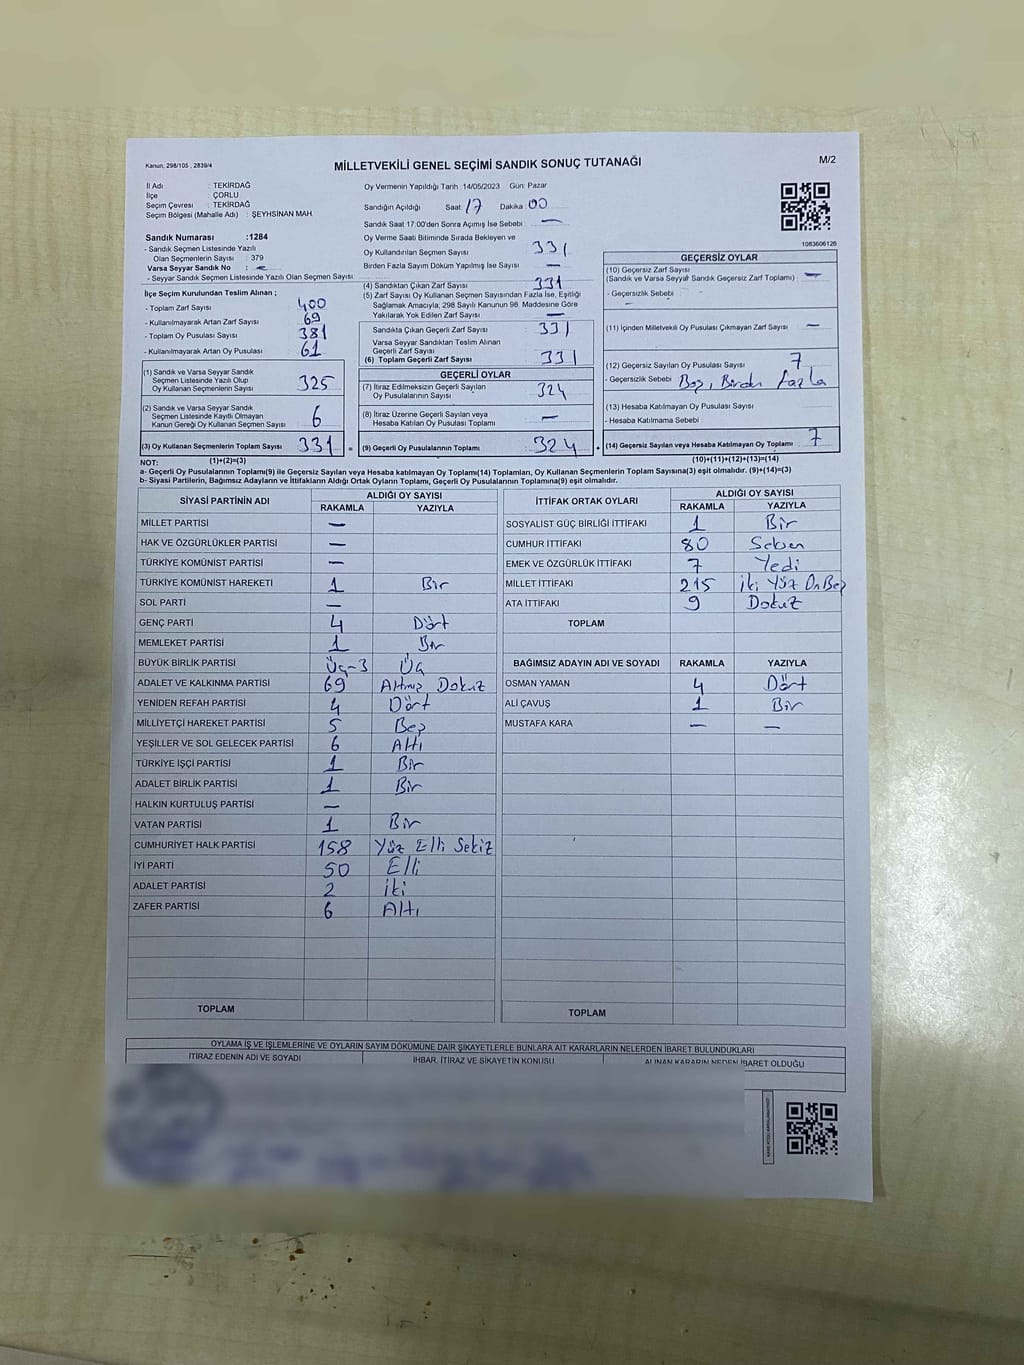 Kanun, 298/105 , 2839/4
MİLLETVEKİLİ GENEL SEÇİMİ SANDIK SONUÇ TUTANAĞI
M/2
İl Adı : TEKİRDAĞ
İlçe : ÇORLU
Seçim Çevresi : TEKİRDAĞ
Seçim Bölgesi (Mahalle Adı) : ŞEYHSİNAN MAH
Sandık Numarası :1284
- Sandık Seçmen Listesinde Yazılı
Olan Seçmenlerin Sayısı : 379
Varsa Seyyar Sandık No : –
- Seyyar Sandık Seçmen Listesinde Yazılı Olan Seçmen Sayısı:
İlçe Seçim Kurulundan Teslim Alınan ;
- Toplam Zarf Sayısı 400
- Kullanılmayarak Artan Zarf Sayısı 69
- Toplam Oy Pusulası Sayısı 381
- Kullanılmayarak Artan Oy Pusulası 61
(1) Sandık ve Varsa Seyyar Sandık
Seçmen Listesinde Yazılı Olup
Oy Kullanan Seçmenlerin Sayısı 325
(2) Sandık ve Varsa Seyyar Sandık
Seçmen Listesinde Kayıtlı Olmayan
Kanun Gereği Oy Kullanan Seçmen Sayısı 6
(3) Oy Kullanan Seçmenlerin Toplam Sayısı 331 =
(1)+(2)=(3)
Oy Vermenin Yapıldığı Tarih :14/05/2023 Gün: Pazar
Sandığın Açıldığı Saat: 17 Dakika: 00
Sandık Saat 17:00'den Sonra Açımış İse Sebebi –
Oy Verme Saati Bitiminde Sırada Bekleyen ve
Oy Kullandırılan Seçmen Sayısı 331
Birden Fazla Sayım Döküm Yapılmış İse Sayısı –
(4) Sandıktan Çıkan Zarf Sayısı 331
(5) Zarf Sayısı Oy Kullanan Seçmen Sayısından Fazla İse, Eşitliği
Sağlamak Amacıyla, 298 Sayılı Kanunun 98. Maddesine Göre
Yakılarak Yok Edilen Zarf Sayısı
Sandıkta Çıkan Geçerli Zarf Sayısı 331
Varsa Seyyar Sandıktan Teslim Alınan
Geçerli Zarf Sayısı
(6) Toplam Geçerli Zarf Sayısı 331
GEÇERLİ OYLAR
(7) İtiraz Edilmeksizin Geçerli Sayılan
Oy Pusulalarının Sayısı 324
(8) İtiraz Üzerine Geçerli Sayılan veya
Hesaba Katılan Oy Pusulası Toplamı –
(9) Geçerli Oy Pusulalarının Toplamı 324 +
1083606126
GEÇERSİZ OYLAR
(10) Geçersiz Zarf Sayısı
(Sandık ve Varsa Seyyar Sandık Geçersiz Zarf Toplamı) –
- Geçersizlik Sebebi : –
(11) İçinden Milletvekili Oy Pusulası Çıkmayan Zarf Sayısı –
(12) Geçersiz Sayılan Oy Pusulası Sayısı 7
- Geçersizlik Sebebi Boş, Birden fazla
(13) Hesaba Katılmayan Oy Pusulası Sayısı
- Hesaba Katılmama Sebebi
(14) Geçersiz Sayılan veya Hesaba Katılmayan Oy Toplamı 7
(10)+(11)+(12)+(13)=(14)
NOT:
a- Geçerli Oy Pusulalarının Toplamı(9) ile Geçersiz Sayılan veya Hesaba katılmayan Oy Toplamı(14) Toplamları, Oy Kullanan Seçmenlerin Toplam Sayısına(3) eşit olmalıdır. (9)+(14)=(3)
b- Siyasi Partilerin, Bağımsız Adayların ve İttifakların Aldığı Ortak Oyların Toplamı, Geçerli Oy Pusulalarının Toplamına(9) eşit olmalıdır.
SİYASİ PARTİNİN ADI ALDIĞI OY SAYISI
RAKAMLA YAZIYLA
MİLLET PARTİSİ –
HAK VE ÖZGÜRLÜKLER PARTİSİ –
TÜRKİYE KOMÜNİST PARTİSİ –
TÜRKİYE KOMÜNİST HAREKETİ 1 Bir
SOL PARTİ –
GENÇ PARTİ 4 Dört
MEMLEKET PARTİSİ 1 Bir
BÜYÜK BİRLİK PARTİSİ Üç-3 Üç
ADALET VE KALKINMA PARTİSİ 69 Altmış Dokuz
YENİDEN REFAH PARTİSİ 4 Dört
MİLLİYETÇİ HAREKET PARTİSİ 5 Beş
YEŞİLLER VE SOL GELECEK PARTİSİ 6 Altı
TÜRKİYE İŞÇİ PARTİSİ 1 Bir
ADALET BİRLİK PARTİSİ 1 Bir
HALKIN KURTULUŞ PARTİSİ –
VATAN PARTİSİ 1 Bir
CUMHURİYET HALK PARTİSİ 158 Yüz Elli Sekiz
İYİ PARTİ 50 Elli
ADALET PARTİSİ 2 iki
ZAFER PARTİSİ 6 Altı
TOPLAM
İTTİFAK ORTAK OYLARI ALDIĞI OY SAYISI
RAKAMLA YAZIYLA
SOSYALİST GÜÇ BİRLİĞİ İTTİFAKI 1 Bir
CUMHUR İTTİFAKI 80 Seksen
EMEK VE ÖZGÜRLÜK İTTİFAKI 7 Yedi
MİLLET İTTİFAKI 215 iki Yüz OnBeş
ATA İTTİFAKI 9 Dokuz
TOPLAM
BAĞIMSIZ ADAYIN ADI VE SOYADI RAKAMLA YAZIYLA
OSMAN YAMAN 4 Dört
ALİ ÇAVUŞ 1 Bir
MUSTAFA KARA – –
TOPLAM
OYLAMA İŞ VE İŞLEMLERİNE VE OYLARIN SAYIM DÖKÜMÜNE DAİR ŞİKAYETLERLE BUNLARA AİT KARARLARIN NELERDEN İBARET BULUNDUKLARI
İTİRAZ EDENİN ADI VE SOYADI İHBAR, İTİRAZ VE ŞİKAYETİN KONUSU ALINAN KARARIN NEDEN İBARET OLDUĞU